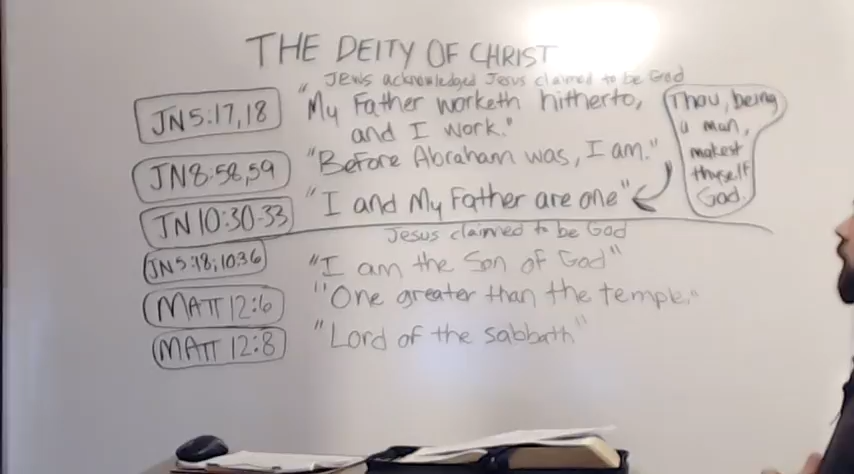 THE DEITY OF CHRIST
Jews acknowledged Jesus claimed to be God
JN 5:17,18 "My Father worketh hitherto,
and I work."
JN 8:58,59 "Before Abraham was, I am."
JN 10:30-33 "I and My Father are one"
Thou, being
a man,
makest
thyself
God.
Jesus claimed to be God
JN 5:18; 10:36 "I am the Son of God"
MATT 12:6 "One greater than the temple."
MATT 12:8 "Lord of the sabbath"